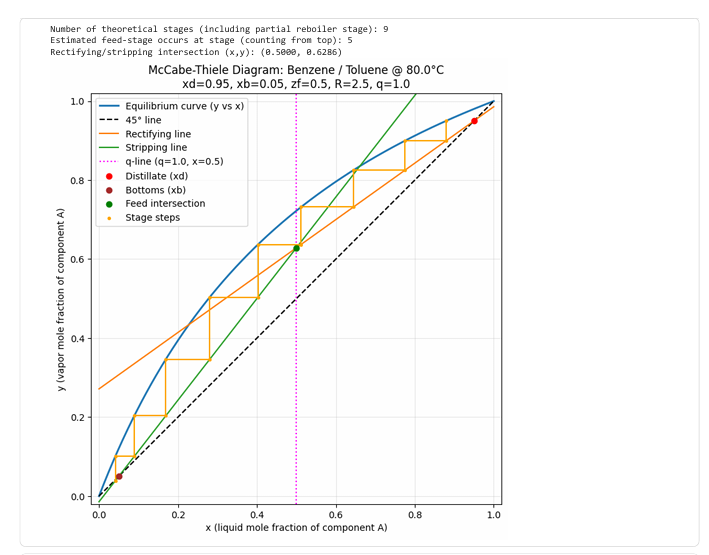 Number of theoretical stages (including partial reboiler stage): 9
Estimated feed-stage occurs at stage (counting from top): 5
Rectifying/stripping intersection (x,y): (0.5000, 0.6286)
McCabe-Thiele Diagram: Benzene / Toluene @ 80.0°C
xd=0.95, xb=0.05, zf=0.5, R=2.5, q=1.0
Equilibrium curve (y vs x)
45° line
Rectifying line
Stripping line
q-line (q=1.0, x=0.5)
Distillate (xd)
Bottoms (xb)
Feed intersection
Stage steps
y (vapor mole fraction of component A)
1.0
0.8
0.6
0.4
0.2
0.0
0.0 0.2 0.4 0.6 0.8 1.0
x (liquid mole fraction of component A)